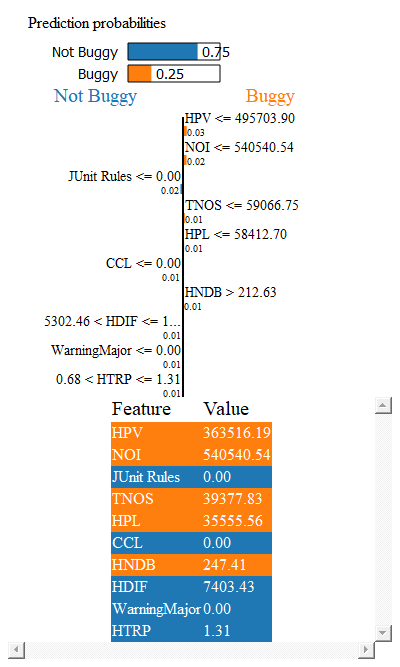 Prediction probabilities
Not Buggy 0.75
Buggy 0.25
Not Buggy Buggy
HPV <= 495703.90
0.03
NOI <= 540540.54
0.02
JUnit Rules <= 0.00
0.02
TNOS <= 59066.75
0.01
HPL <= 58412.70
0.01
CCL <= 0.00
0.01
HNDB > 212.63
0.01
5302.46 < HDIF <= 1...
0.01
WarningMajor <= 0.00
0.01
0.68 < HTRP <= 1.31
0.01
Feature Value
HPV 363516.19
NOI 540540.54
JUnit Rules 0.00
TNOS 39377.83
HPL 35555.56
CCL 0.00
HNDB 247.41
HDIF 7403.43
WarningMajor 0.00
HTRP 1.31